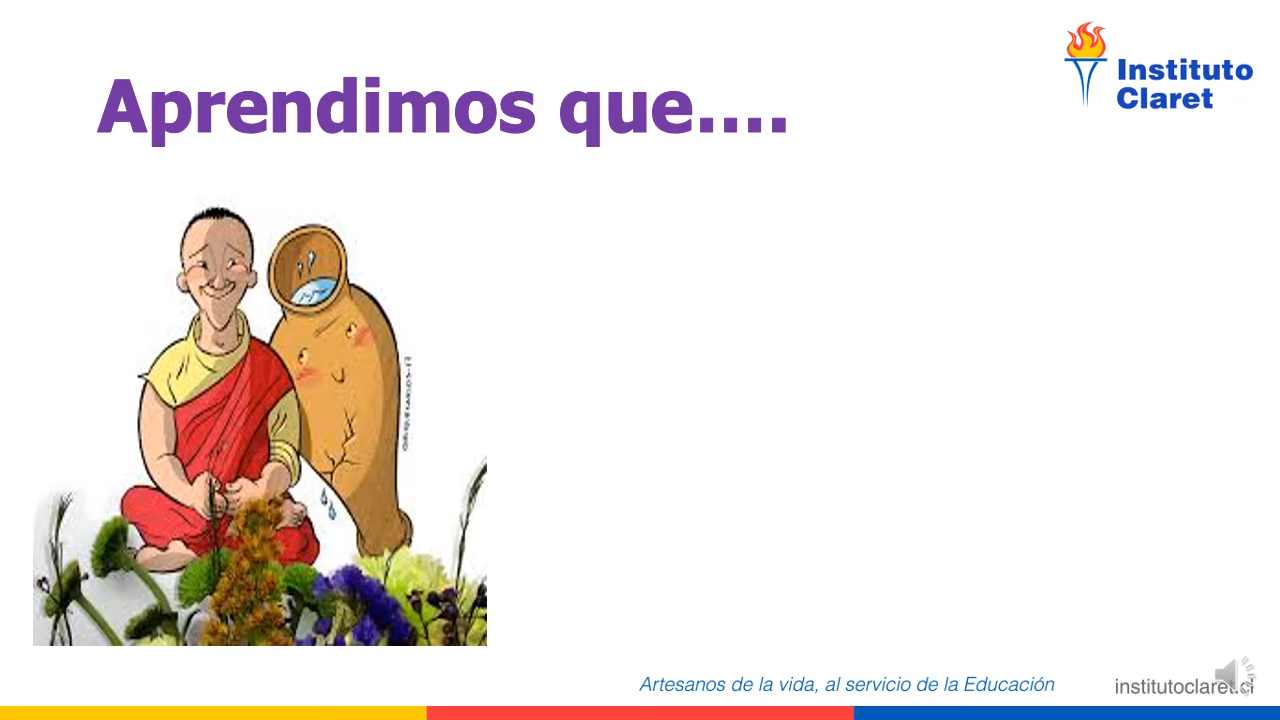 Aprendimos que....
Instituto
Claret
Artesanos de la vida, al servicio de la Educación
institutoclaret.cl